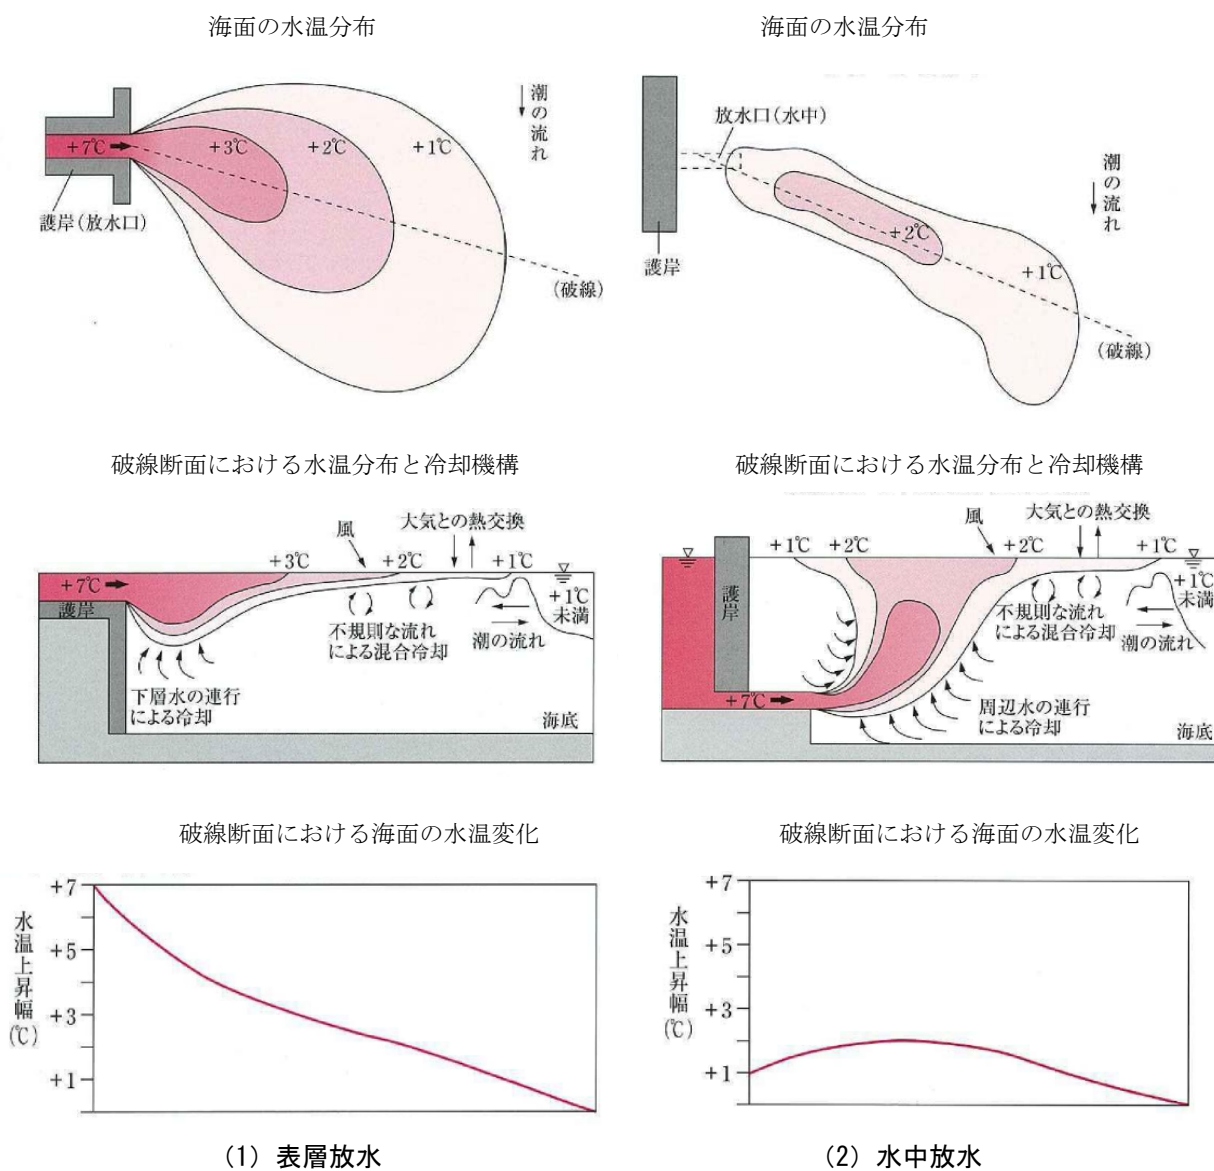 海面の水温分布
海面の水温分布
+7℃
+3℃
+2℃
+1℃
潮の流れ
護岸(放水口)
(破線)
放水口(水中)
潮の流れ
護岸
+2℃
+1℃
(破線)
破線断面における水温分布と冷却機構
破線断面における水温分布と冷却機構
大気との熱交換
風
+3℃
+2℃
+1℃
+7℃
護岸
+1℃
未満
不規則な流れ
による混合冷却
潮の流れ
下層水の連行
による冷却
海底
大気との熱交換
風
+1℃
+2℃
+2℃
+1℃
護岸
+1℃
未満
不規則な流れ
による混合冷却
潮の流れ
+7℃
周辺水の連行
による冷却
海底
破線断面における海面の水温変化
破線断面における海面の水温変化
水温上昇幅(℃)
+7
+5
+3
+1
水温上昇幅(℃)
+7
+5
+3
+1
(1) 表層放水
(2) 水中放水